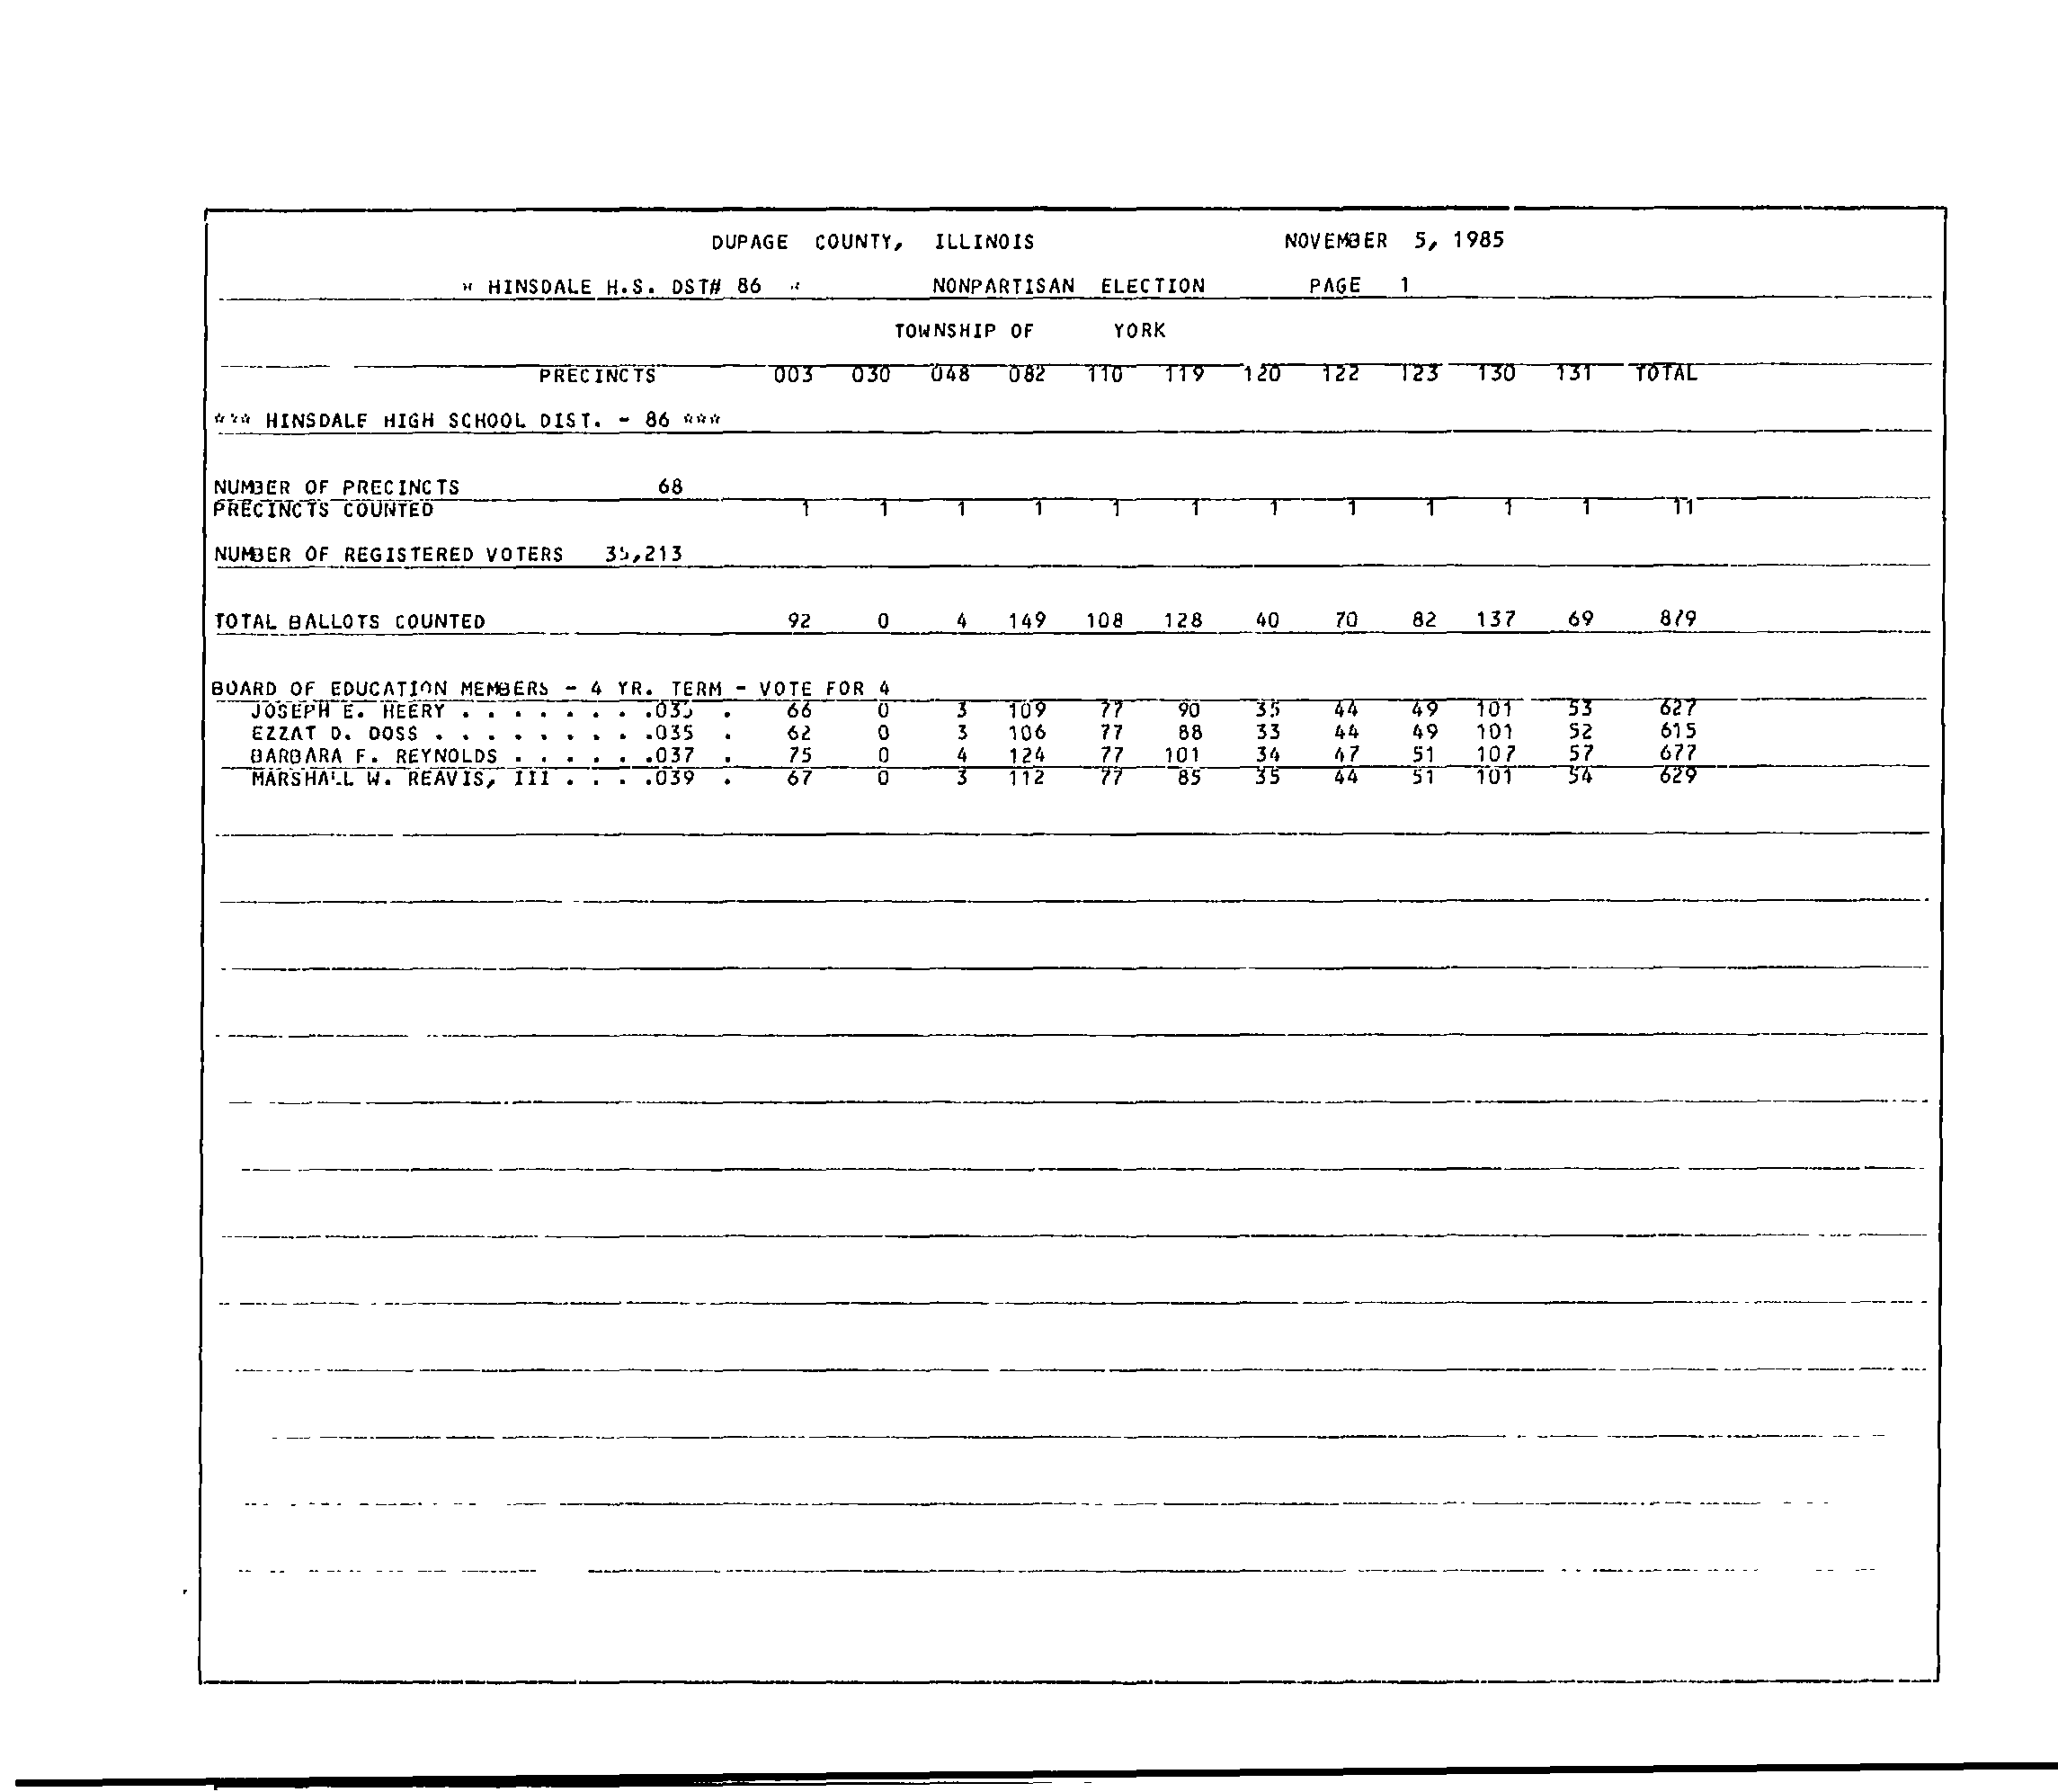 DUPAGE COUNTY, ILLINOIS NOVEMBER 5, 1985
* HINSDALE H.S. DST# 86 * NONPARTISAN ELECTION PAGE 1
TOWNSHIP OF YORK
PRECINCTS 003 030 048 082 110 119 120 122 123 130 131 TOTAL
*** HINSDALE HIGH SCHOOL DIST. - 86 ***
NUMBER OF PRECINCTS 68
PRECINCTS COUNTED 1 1 1 1 1 1 1 1 1 1 1 11
NUMBER OF REGISTERED VOTERS 35,213
TOTAL BALLOTS COUNTED 92 0 4 149 108 128 40 70 82 137 69 879
BOARD OF EDUCATION MEMBERS - 4 YR. TERM - VOTE FOR 4
JOSEPH E. HEERY . . . . . . . . . 66 0 3 109 77 90 35 44 49 101 53 627
EZZAT D. DOSS . . . . . . . . .035 . 62 0 3 106 77 88 33 44 49 101 52 615
BARBARA F. REYNOLDS . . . . . .037 . 75 0 4 124 77 101 34 47 51 107 57 677
MARSHALL W. REAVIS, III . . . .039 . 67 0 3 112 77 85 35 44 51 101 54 629